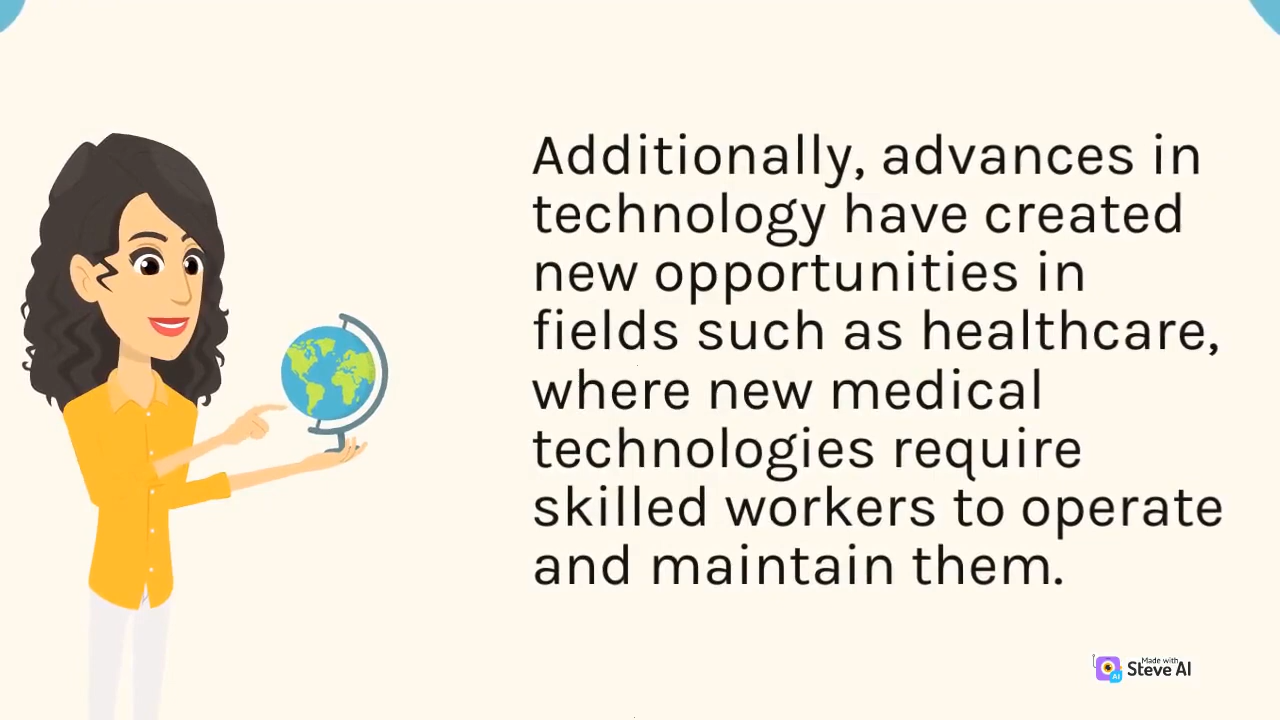 Additionally, advances in
technology have created
new opportunities in
fields such as healthcare,
where new medical
technologies require
skilled workers to operate
and maintain them.
Made with
Steve AI
AI